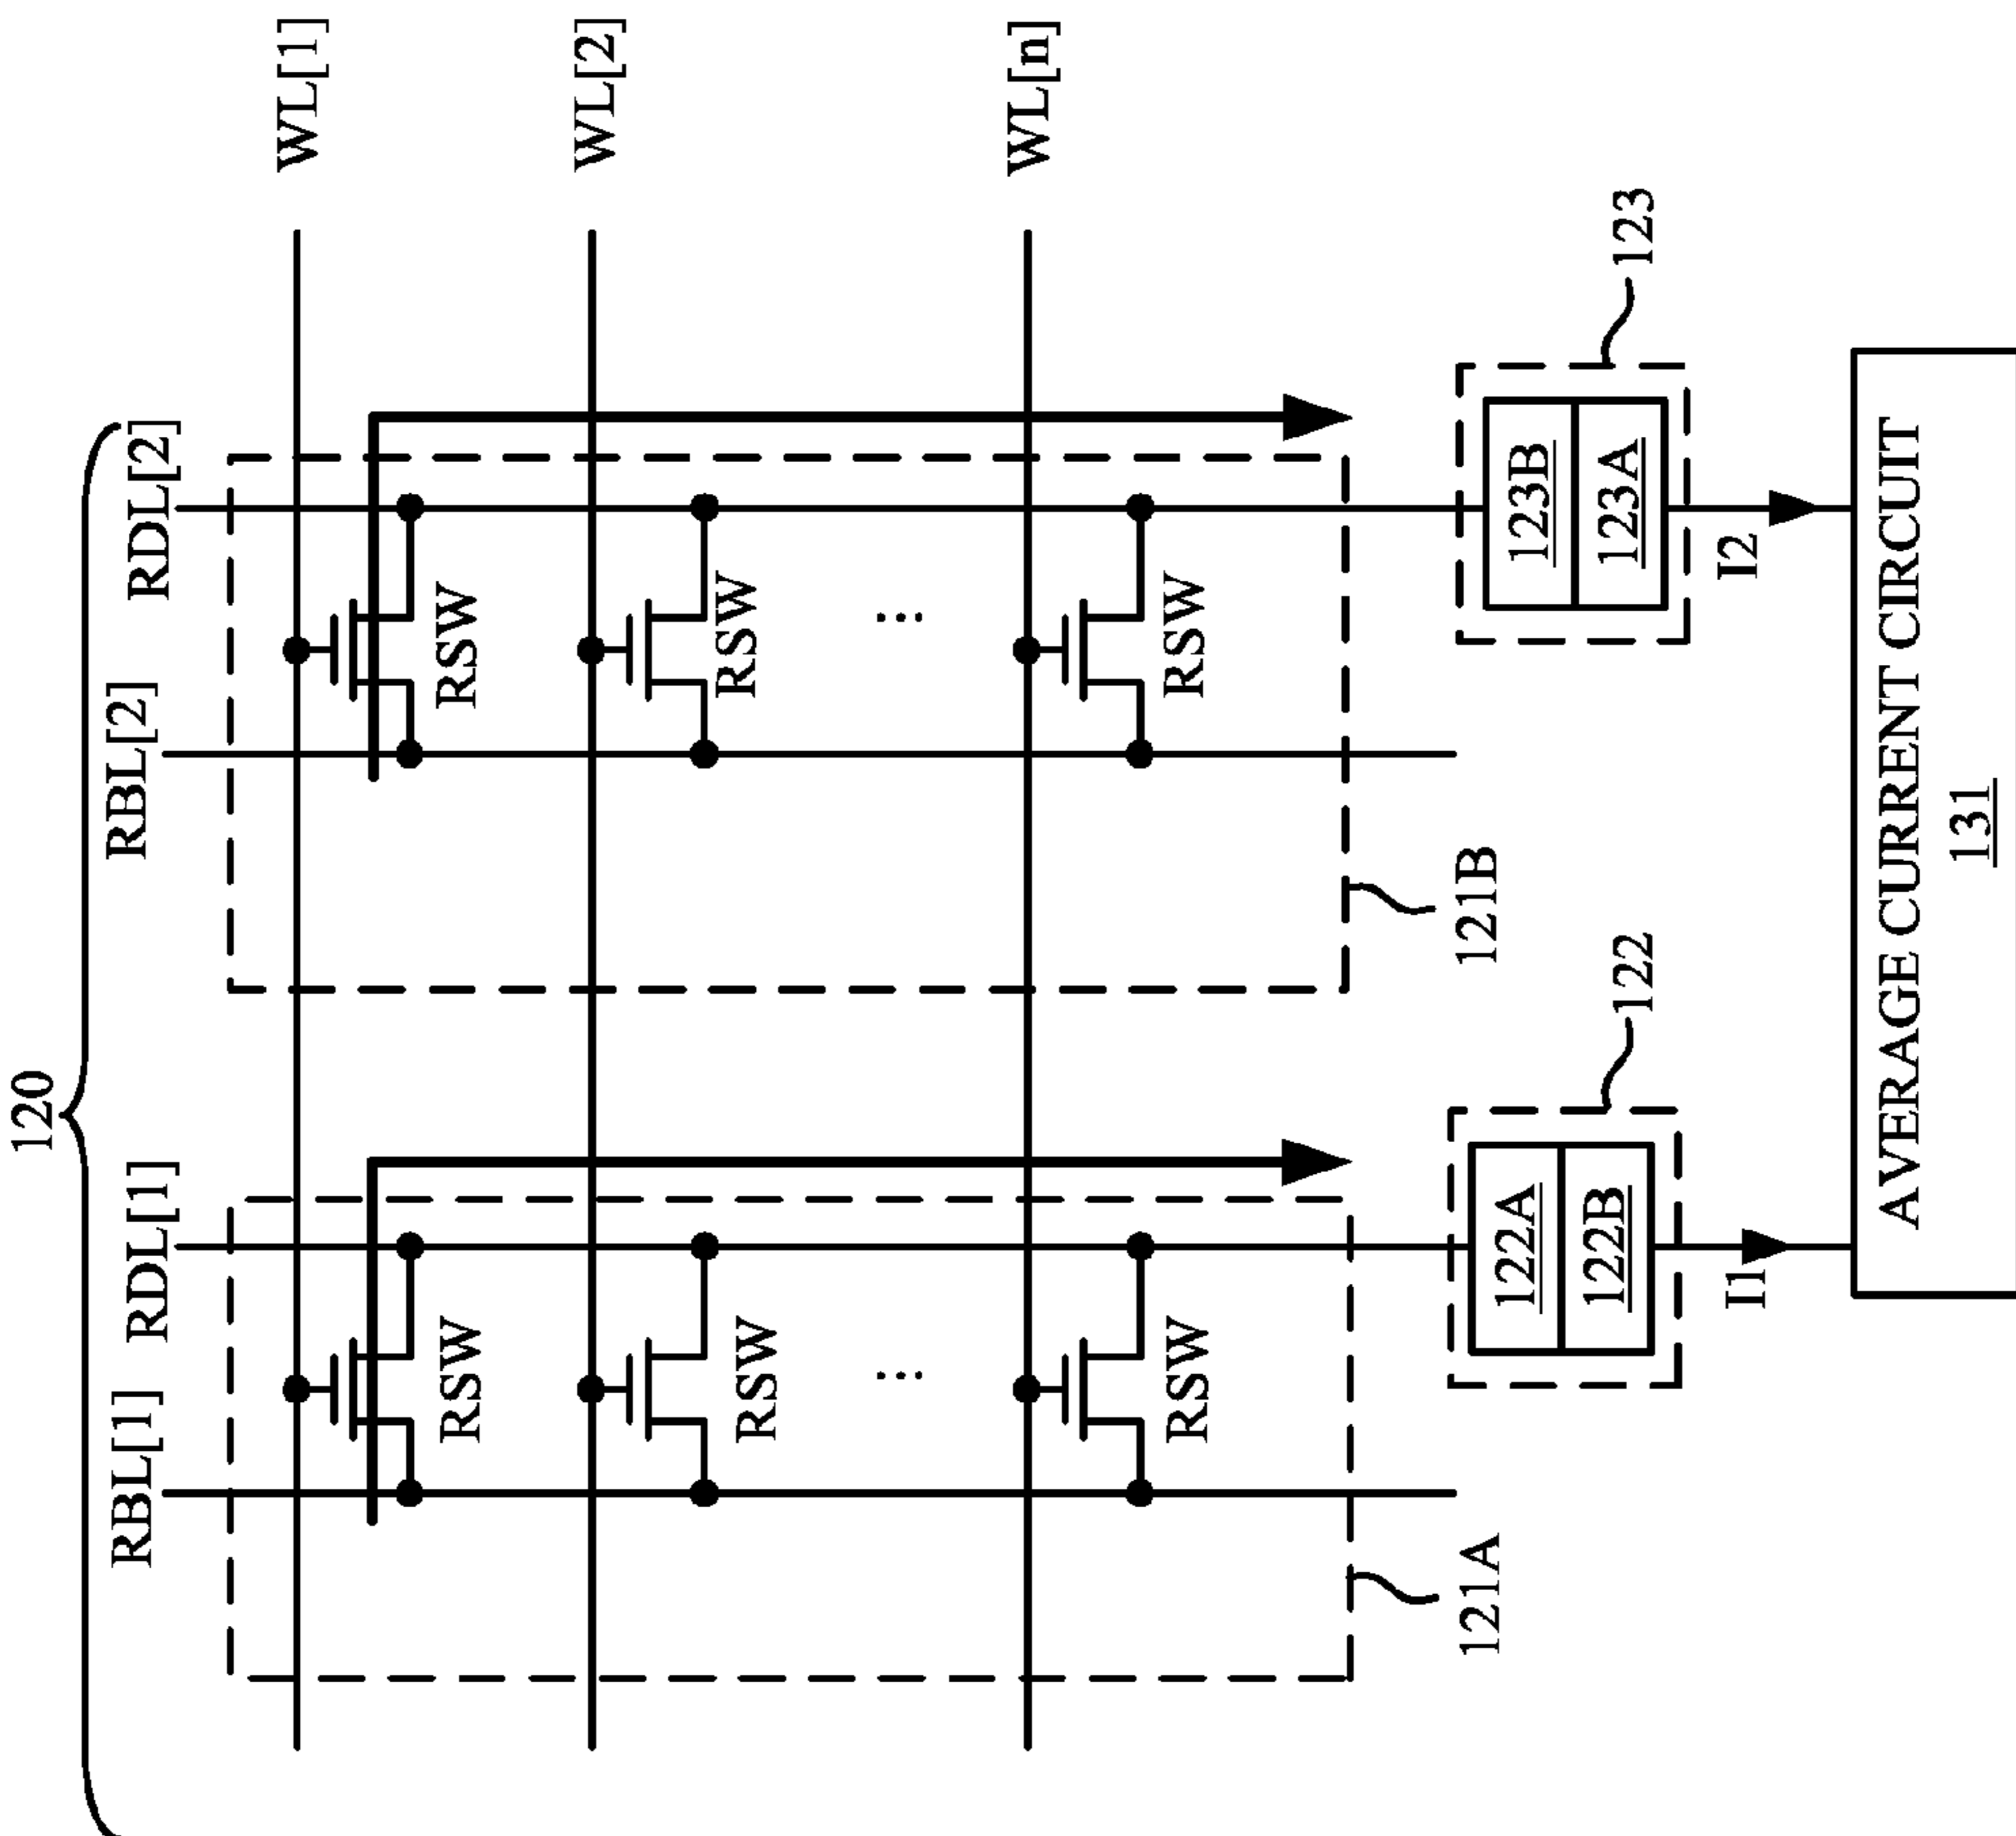 120
RBL[1]
RDL[1]
RBL[2]
RDL[2]
WL[1]
RSW
RSW
WL[2]
RSW
RSW
...
...
WL[n]
RSW
RSW
121A
121B
122A
122B
122
123B
123A
123
I1
I2
AVERAGE CURRENT CIRCUIT
131